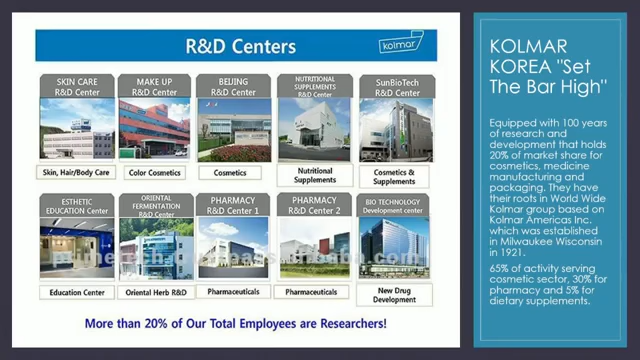 R&D Centers
kolmar
SKIN CARE
R&D Center
MAKE UP
R&D Center
BEIJING
R&D Center
NUTRITIONAL
SUPPLEMENTS
R&D Center
SunBioTech
R&D Center
Skin, Hair/Body Care
Color Cosmetics
Cosmetics
Nutritional
Supplements
Cosmetics &
Supplements
ESTHETIC
EDUCATION Center
ORIENTAL
FERMENTATION
R&D Center
PHARMACY
R&D Center 1
PHARMACY
R&D Center 2
BIO TECHNOLOGY
Development center
Education Center
Oriental Herb R&D
Pharmaceuticals
Pharmaceuticals
New Drug
Development
More than 20% of Our Total Employees are Researchers!
KOLMAR
KOREA "Set
The Bar High"
Equipped with 100 years
of research and
development that holds
20% of market share for
cosmetics, medicine
manufacturing and
packaging. They have
their roots in World Wide
Kolmar group based on
Kolmar Americas Inc.
which was established
in Milwaukee Wisconsin
in 1921.
65% of activity serving
cosmetic sector, 30% for
pharmacy and 5% for
dietary supplements.